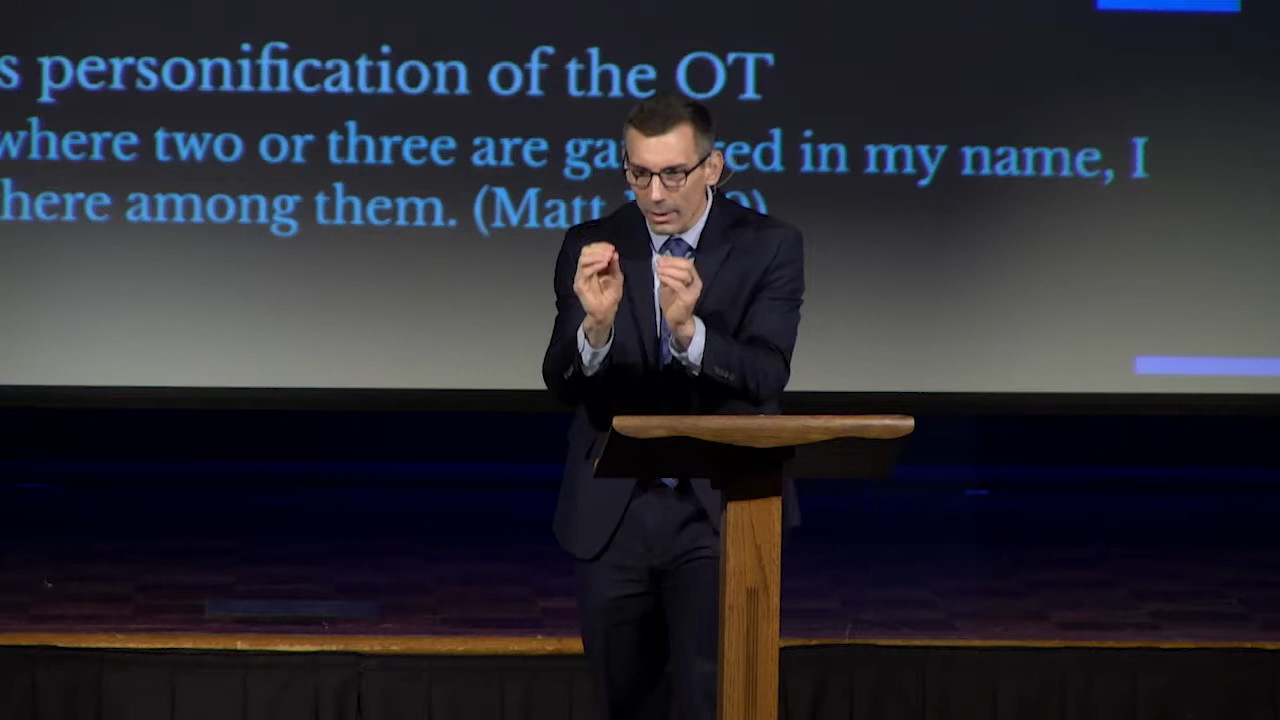 s personification of the OT
where two or three are in my name, I
here among them. (Matt